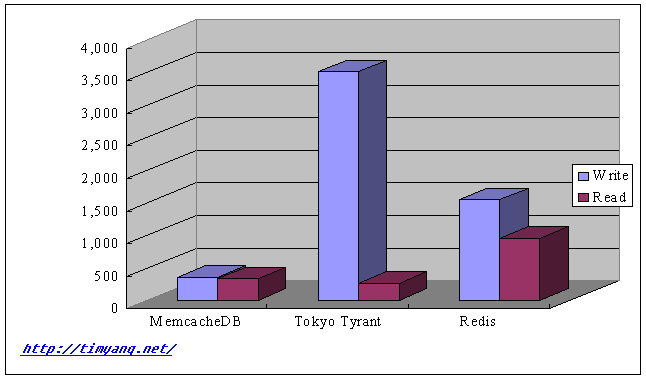 4,000
3,500
3,000
2,500
2,000
1,500
1,000
500
0
Write
Read
MemcacheDB Tokyo Tyrant Redis
http://timyang.net/